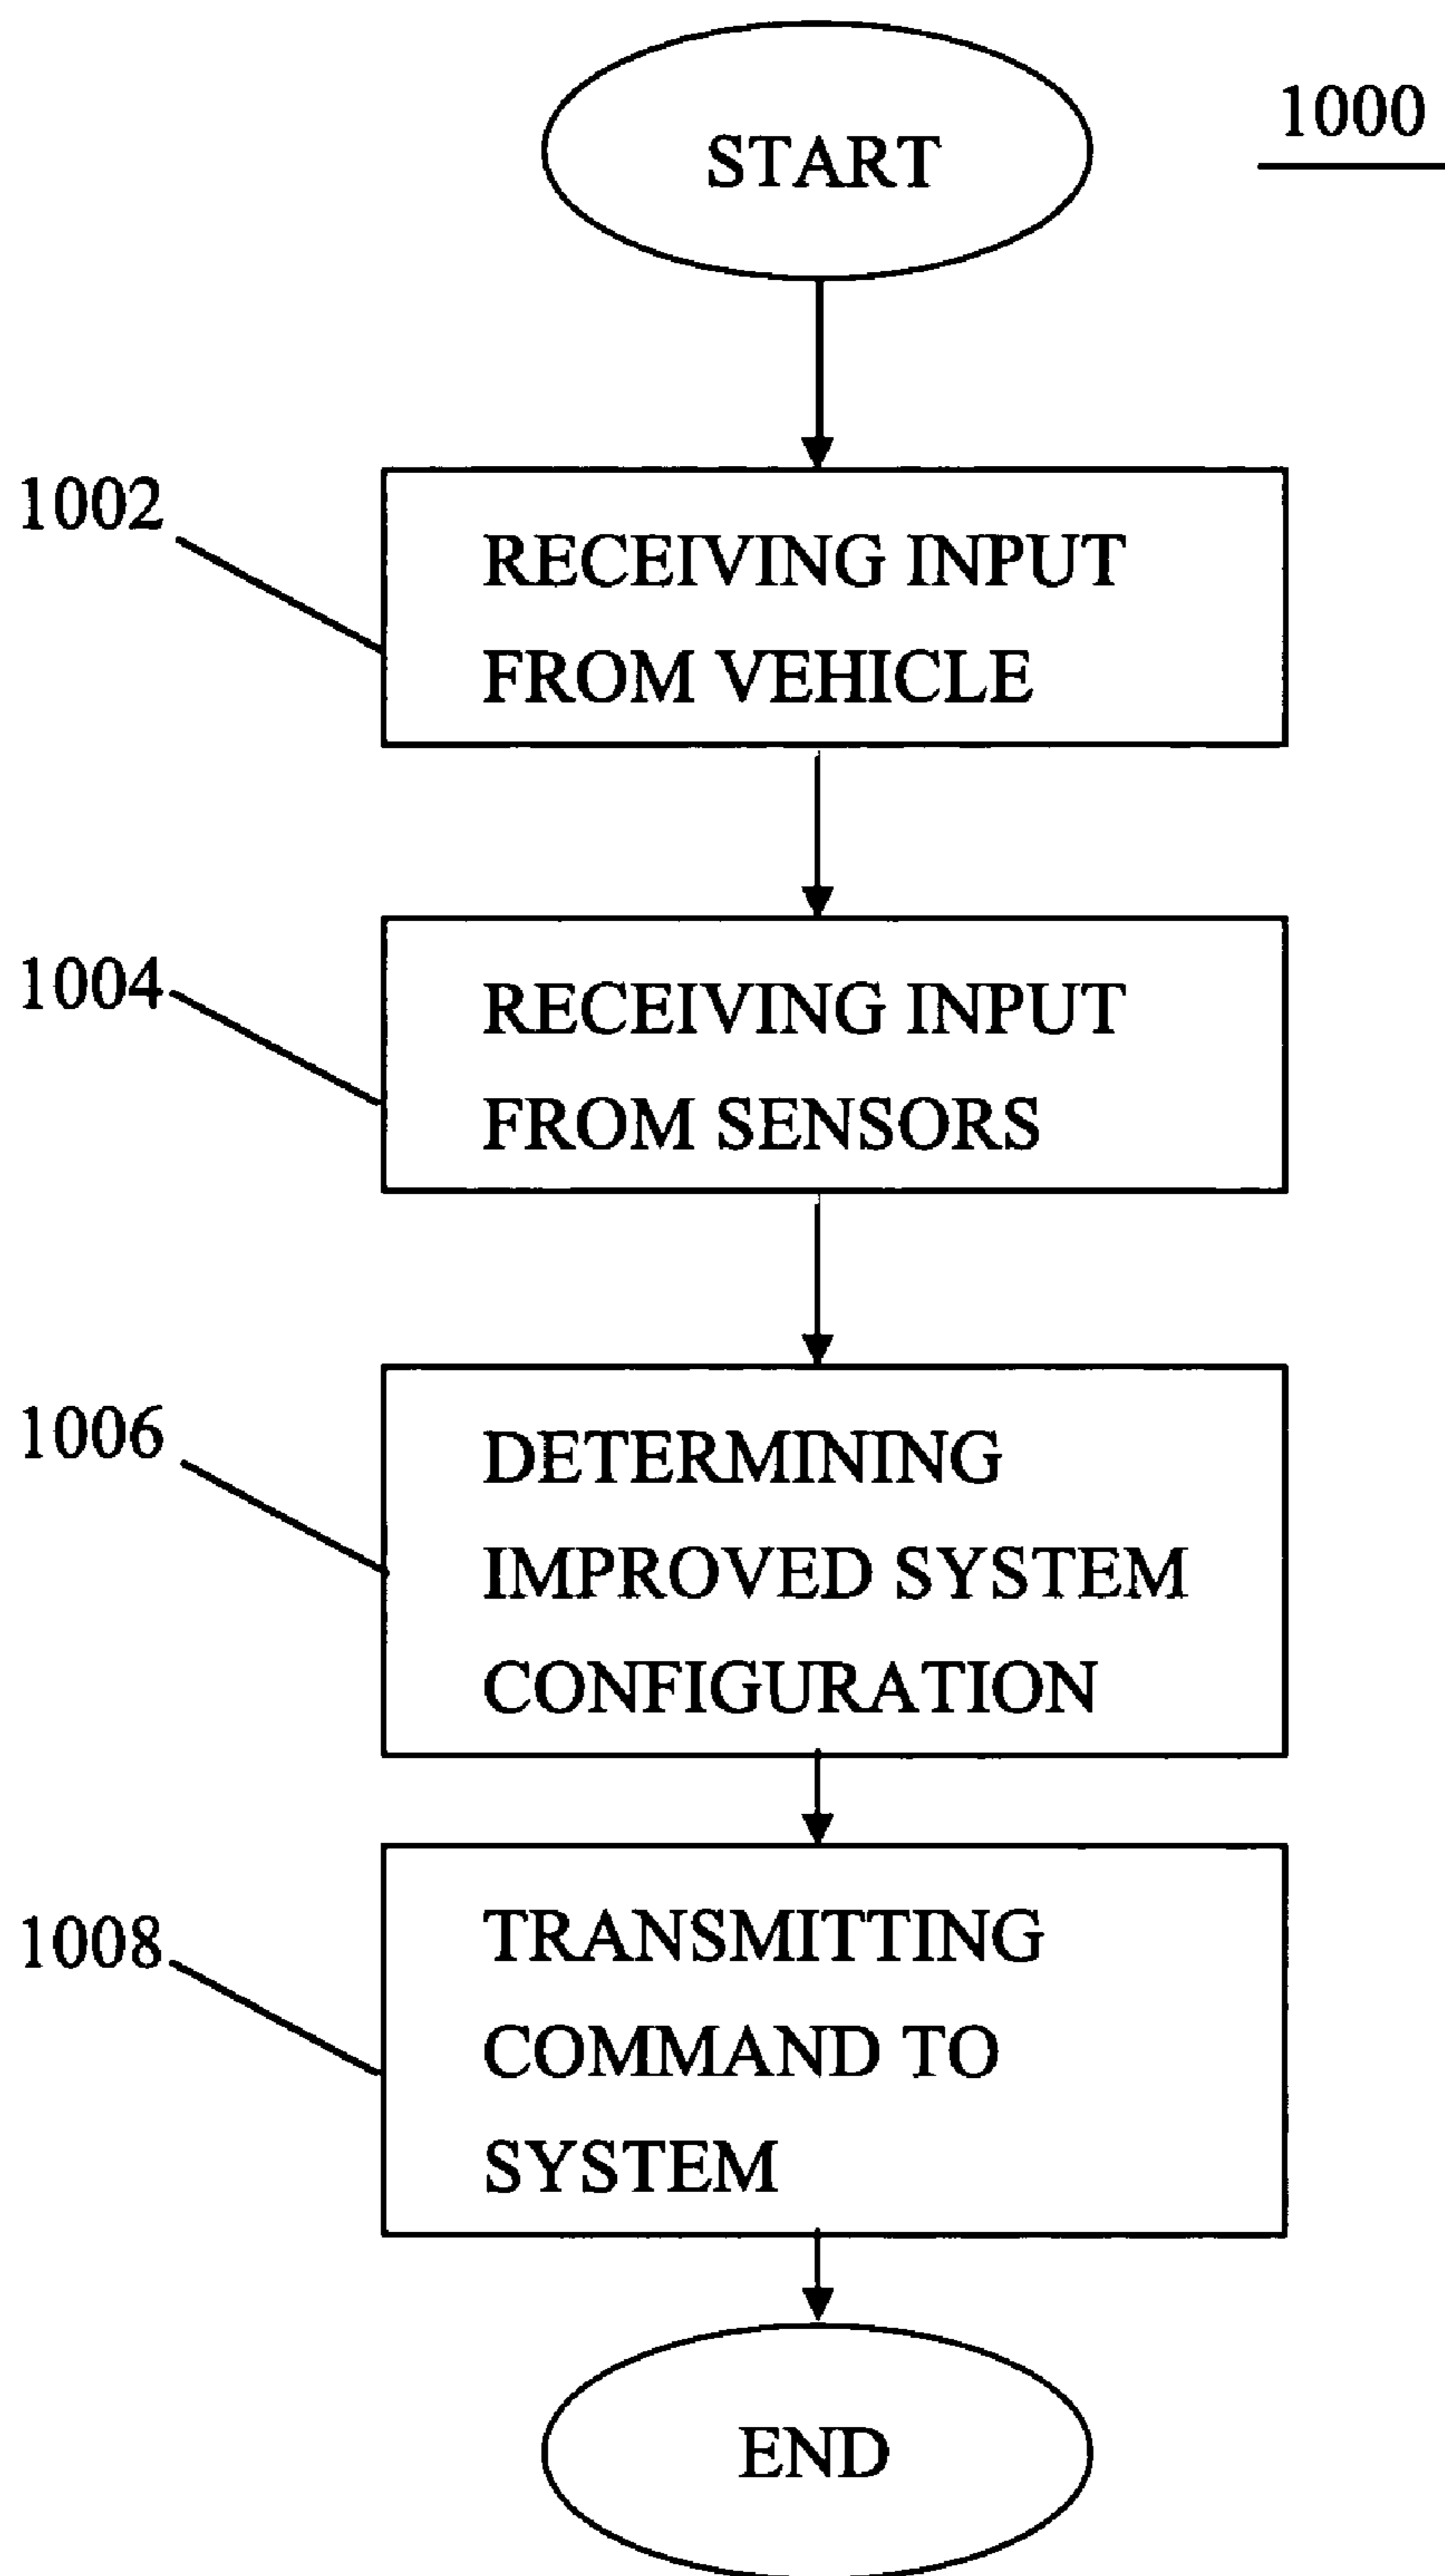 START
1000
1002
RECEIVING INPUT
FROM VEHICLE
1004
RECEIVING INPUT
FROM SENSORS
1006
DETERMINING
IMPROVED SYSTEM
CONFIGURATION
1008
TRANSMITTING
COMMAND TO
SYSTEM
END